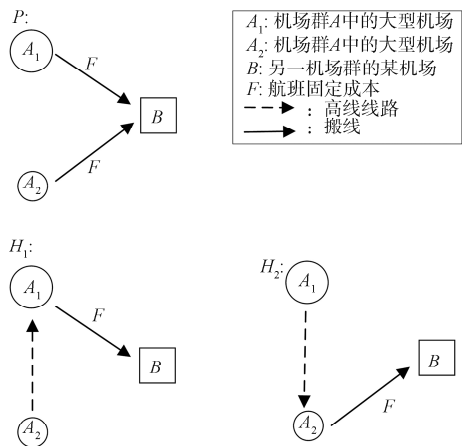 P:
A₁
F
B
F
A₂
A₁: 机场群A中的大型机场
A₂: 机场群A中的大型机场
B: 另一机场群的某机场
F: 航班固定成本
：高线线路
：搬线
H₁:
A₁
F
B
A₂
H₂:
A₁
B
F
A₂